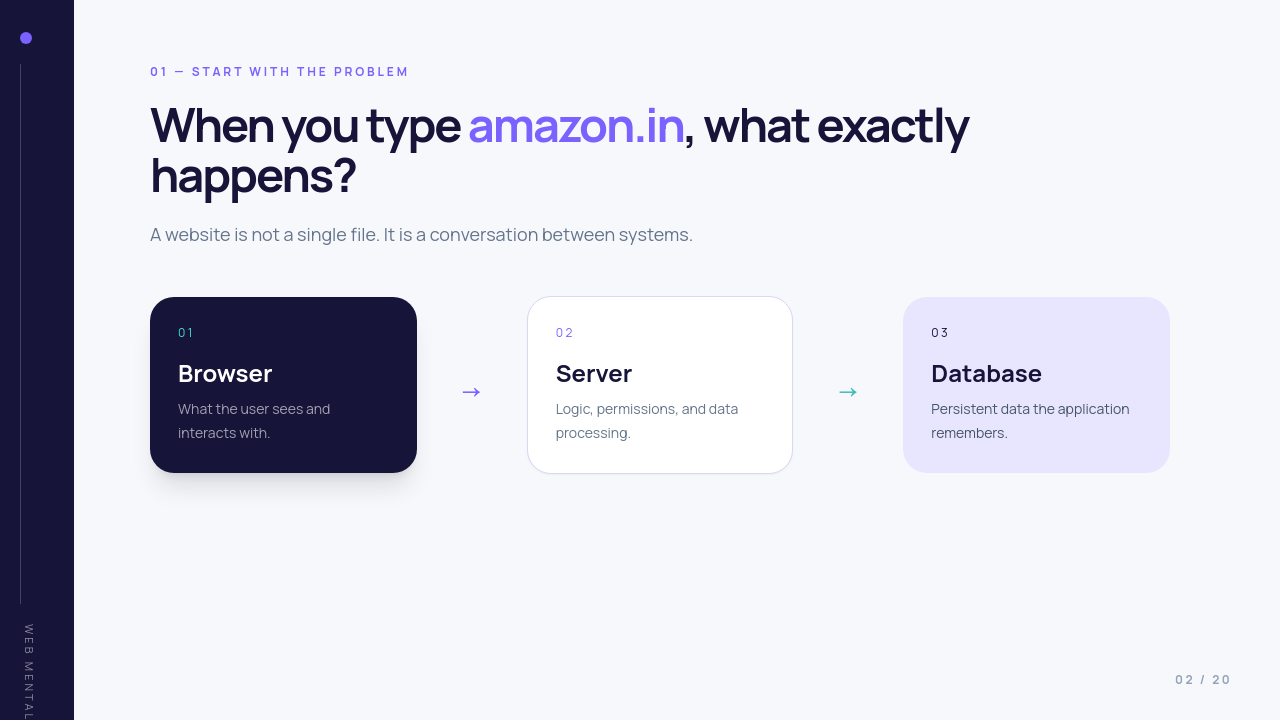 01 — START WITH THE PROBLEM
When you type amazon.in, what exactly
happens?
A website is not a single file. It is a conversation between systems.
01
Browser
What the user sees and
interacts with.
→
02
Server
Logic, permissions, and data
processing.
→
03
Database
Persistent data the application
remembers.
WEB MENTAL
02 / 20